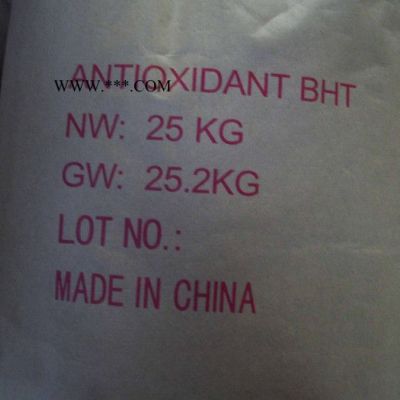 ANTIOXIDANT BHT
WWW.***.COM
NW: 25 KG
GW: 25.2KG
LOT NO.:
MADE IN CHINA